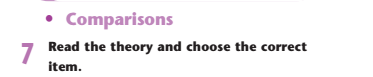 • Comparisons
7 Read the theory and choose the correct
item.